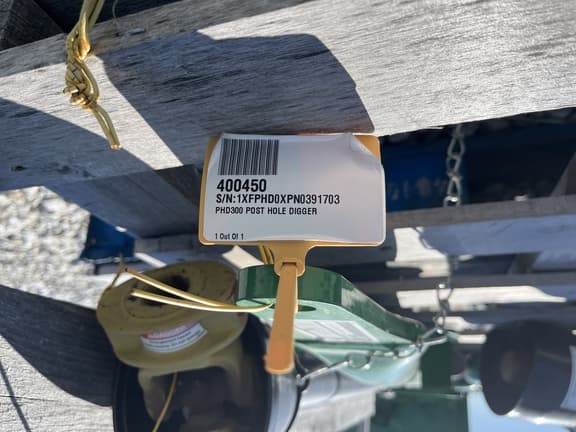 400450
S/N:1XFPHD0XPN0391703
PHD300 POST HOLE DIGGER
1 Out Of 1